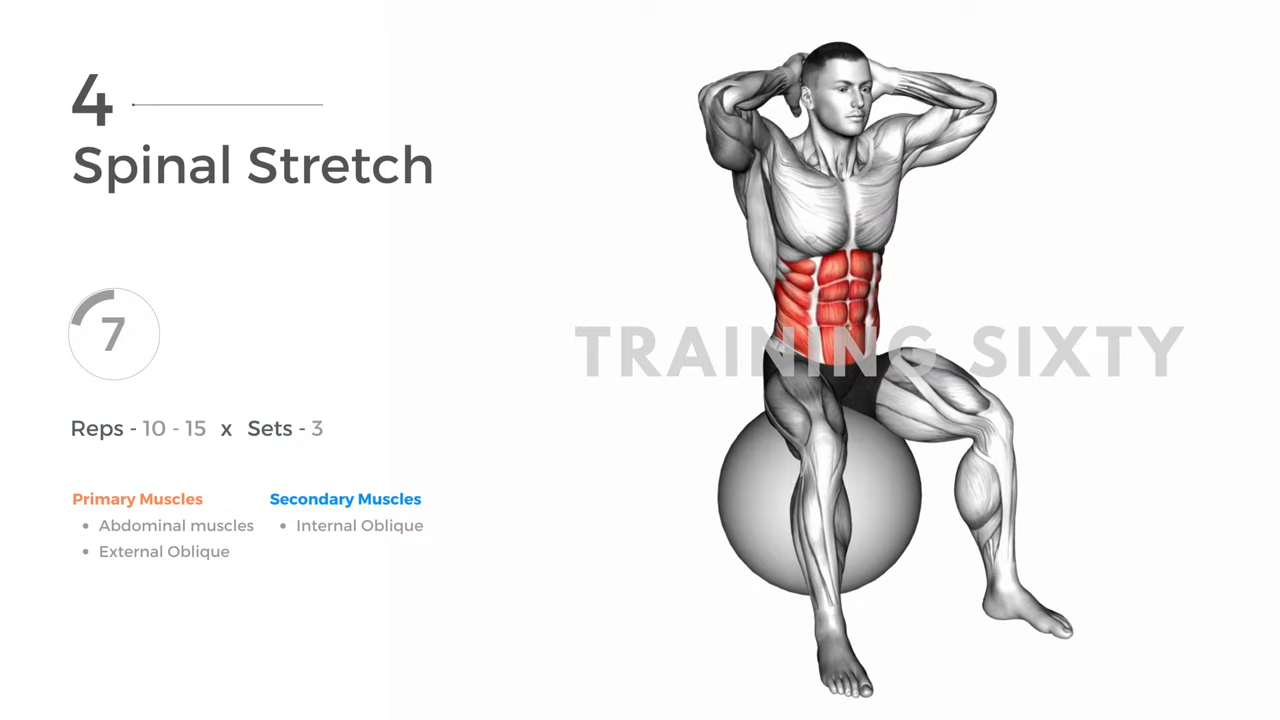 4
Spinal Stretch
7
Reps - 10 - 15 x Sets - 3
Primary Muscles
• Abdominal muscles
• External Oblique
Secondary Muscles
• Internal Oblique
TRAINING SIXTY